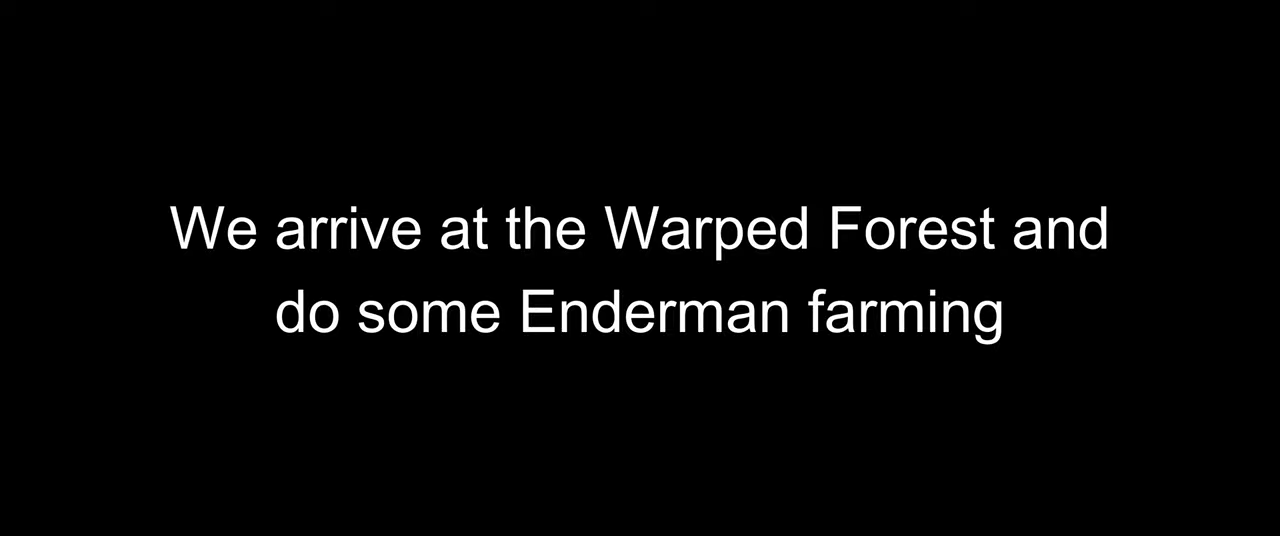 We arrive at the Warped Forest and
do some Enderman farming